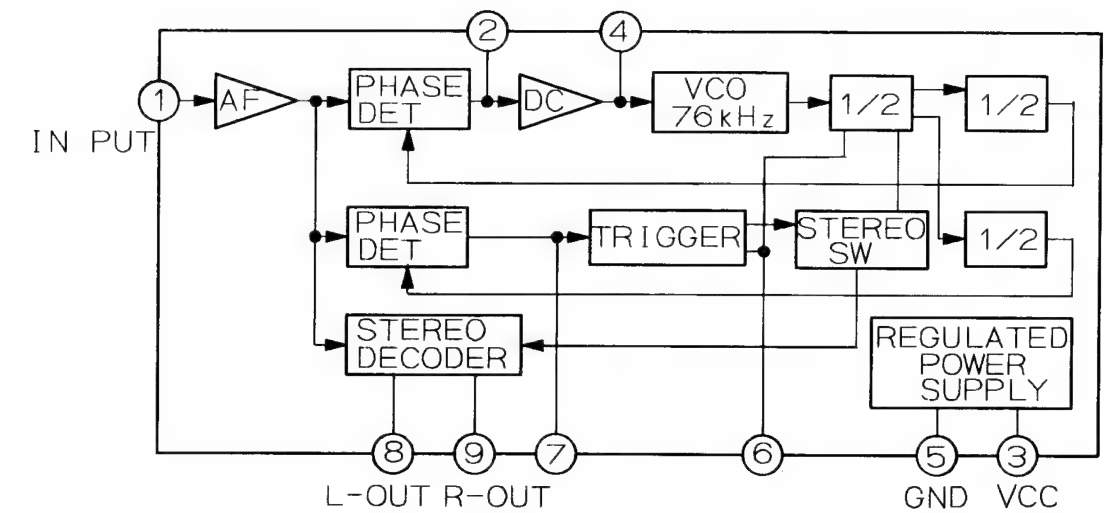 2
4
1
AF
PHASE
DET
DC
VCO
76kHz
1/2
1/2
IN PUT
PHASE
DET
TRIGGER
STEREO
SW
1/2
STEREO
DECODER
REGULATED
POWER
SUPPLY
8
9
7
6
5
3
L-OUT
R-OUT
GND
VCC